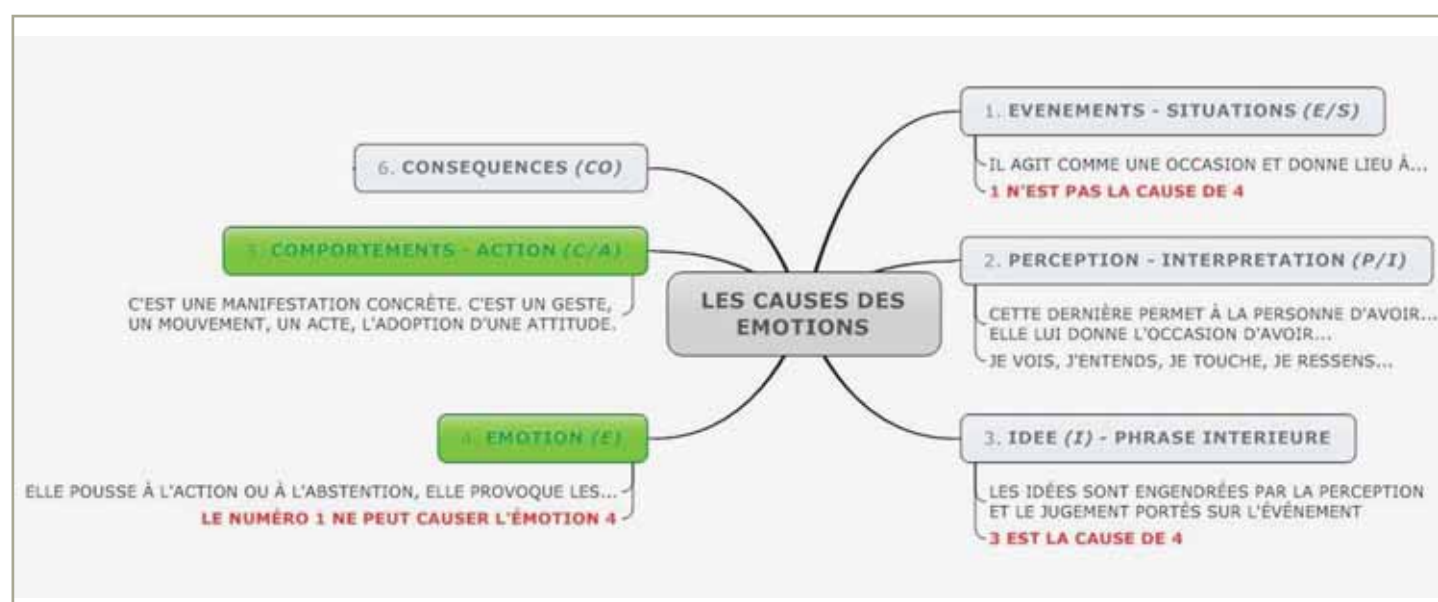 LES CAUSES DES
EMOTIONS
1. EVENEMENTS - SITUATIONS (E/S)
IL AGIT COMME UNE OCCASION ET DONNE LIEU À...
1 N'EST PAS LA CAUSE DE 4
2. PERCEPTION - INTERPRETATION (P/I)
CETTE DERNIÈRE PERMET À LA PERSONNE D'AVOIR...
ELLE LUI DONNE L'OCCASION D'AVOIR...
JE VOIS, J'ENTENDS, JE TOUCHE, JE RESSENS...
3. IDEE (I) - PHRASE INTERIEURE
LES IDÉES SONT ENGENDRÉES PAR LA PERCEPTION
ET LE JUGEMENT PORTÉS SUR L'ÉVÉNEMENT
3 EST LA CAUSE DE 4
4. EMOTION (E)
ELLE POUSSE À L'ACTION OU À L'ABSTENTION, ELLE PROVOQUE LES...
LE NUMÉRO 1 NE PEUT CAUSER L'ÉMOTION 4
5. COMPORTEMENTS - ACTION (C/A)
C'EST UNE MANIFESTATION CONCRÈTE. C'EST UN GESTE,
UN MOUVEMENT, UN ACTE, L'ADOPTION D'UNE ATTITUDE.
6. CONSEQUENCES (CO)